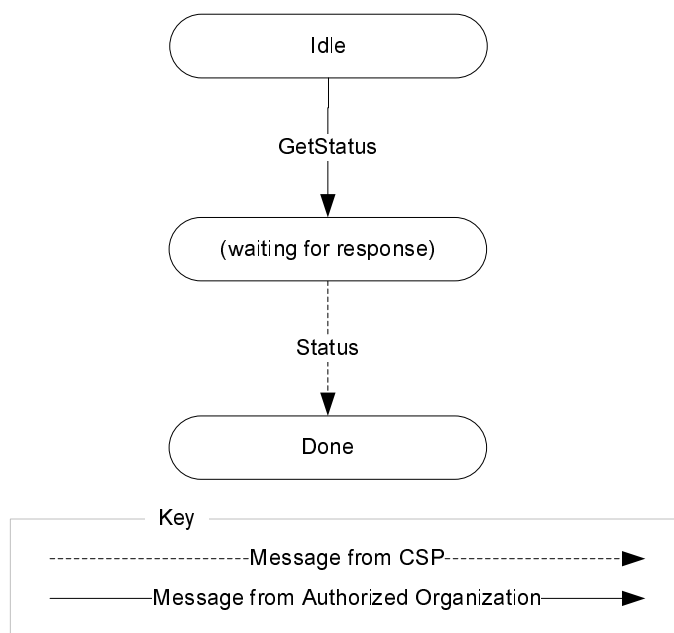 Idle
GetStatus
(waiting for response)
Status
Done
Key
Message from CSP
Message from Authorized Organization